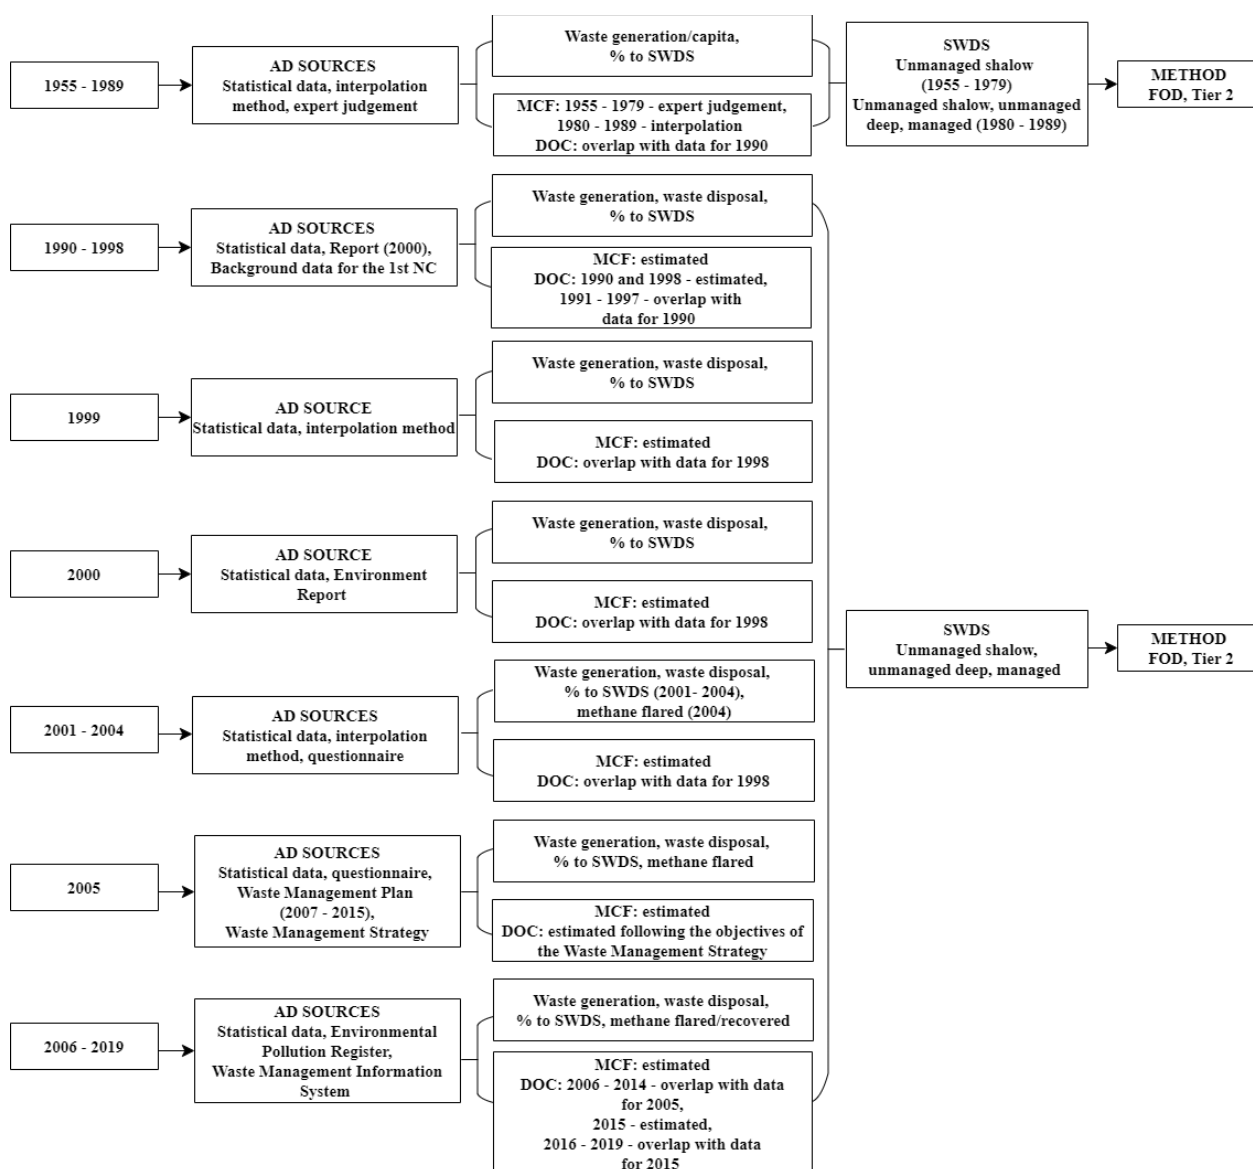 1955 - 1989
AD SOURCES
Statistical data, interpolation
method, expert judgement
Waste generation/capita,
% to SWDS
MCF: 1955 - 1979 - expert judgement,
1980 - 1989 - interpolation
DOC: overlap with data for 1990
SWDS
Unmanaged shalow
(1955 - 1979)
Unmanaged shalow, unmanaged
deep, managed (1980 - 1989)
METHOD
FOD, Tier 2
1990 - 1998
AD SOURCES
Statistical data, Report (2000),
Background data for the 1st NC
Waste generation, waste disposal,
% to SWDS
MCF: estimated
DOC: 1990 and 1998 - estimated,
1991 - 1997 - overlap with
data for 1990
1999
AD SOURCE
Statistical data, interpolation method
Waste generation, waste disposal,
% to SWDS
MCF: estimated
DOC: overlap with data for 1998
2000
AD SOURCE
Statistical data, Environment
Report
Waste generation, waste disposal,
% to SWDS
MCF: estimated
DOC: overlap with data for 1998
SWDS
Unmanaged shalow,
unmanaged deep, managed
METHOD
FOD, Tier 2
2001 - 2004
AD SOURCES
Statistical data, interpolation
method, questionnaire
Waste generation, waste disposal,
% to SWDS (2001- 2004),
methane flared (2004)
MCF: estimated
DOC: overlap with data for 1998
2005
AD SOURCES
Statistical data, questionnaire,
Waste Management Plan
(2007 - 2015),
Waste Management Strategy
Waste generation, waste disposal,
% to SWDS, methane flared
MCF: estimated
DOC: estimated following the objectives of
the Waste Management Strategy
2006 - 2019
AD SOURCES
Statistical data, Environmental
Pollution Register,
Waste Management Information
System
Waste generation, waste disposal,
% to SWDS, methane flared/recovered
MCF: estimated
DOC: 2006 - 2014 - overlap with data
for 2005,
2015 - estimated,
2016 - 2019 - overlap with data
for 2015